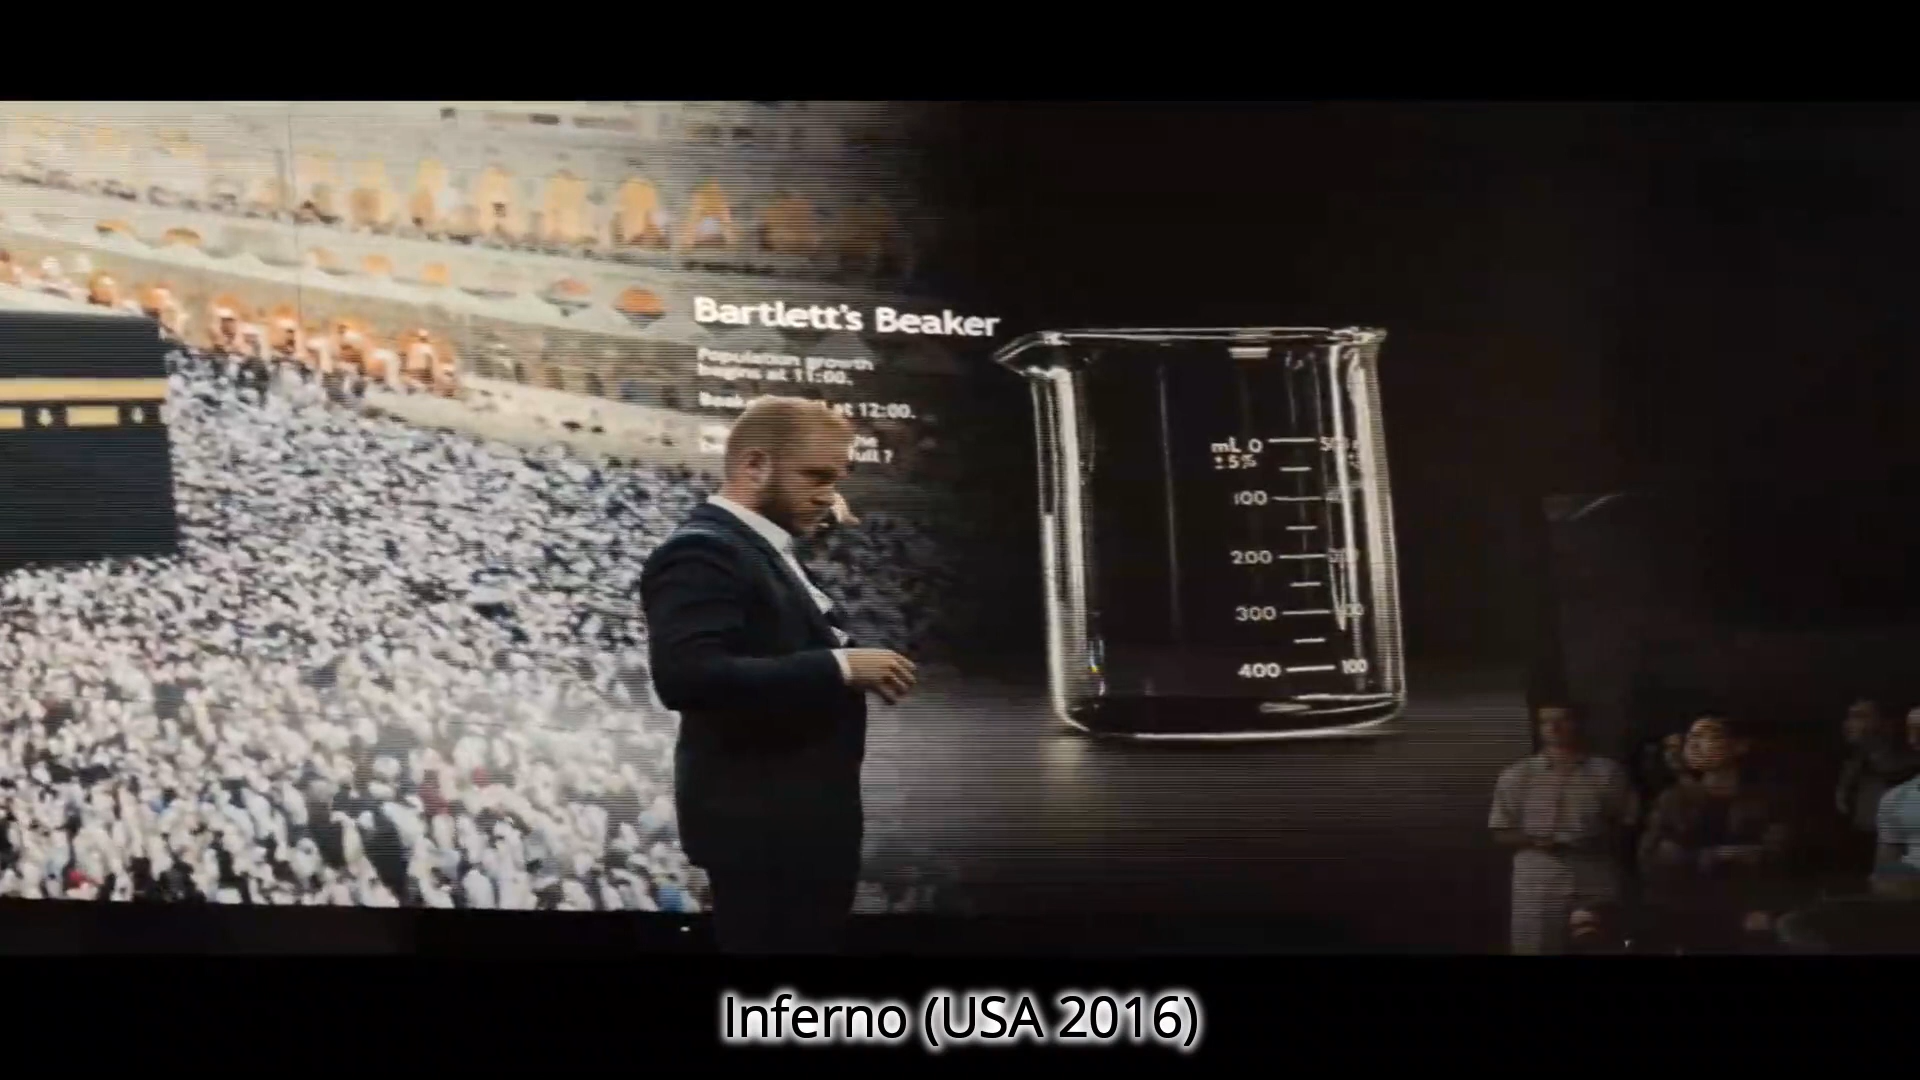 Bartlett's Beaker
Population growth
begins at 11:00.
at 12:00.
full?
mL 0
±5%
100
200
300
400 100
Inferno (USA 2016)